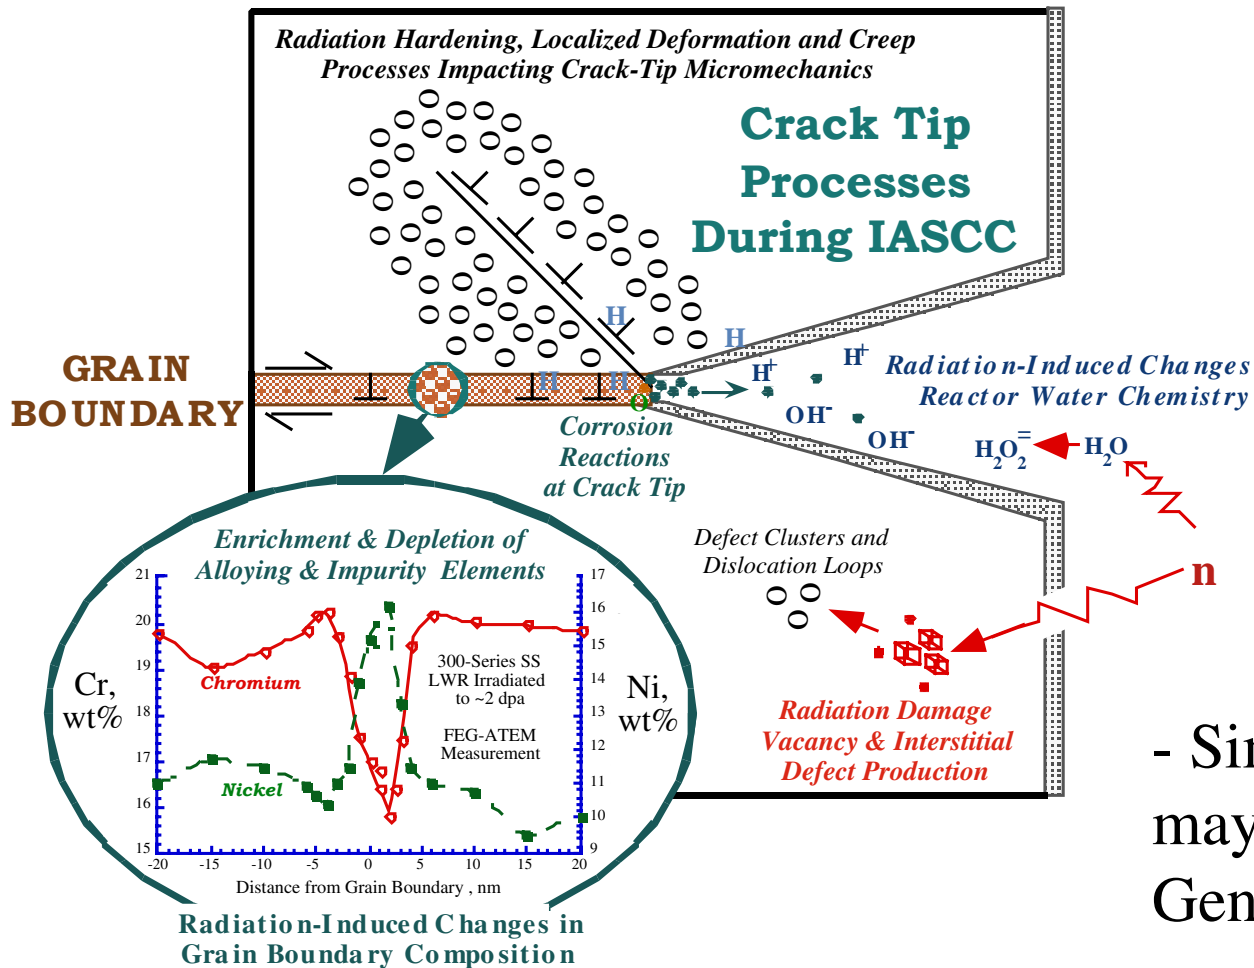 Radiation Hardening, Localized Deformation and Creep
Processes Impacting Crack-Tip Micromechanics
Crack Tip
Processes
During IASCC
GRAIN
BOUNDARY
H
H
H
H
H+
H+
OH-
OH-
O
Radiation-Induced Changes
Reactor Water Chemistry
H2O2=
H2O
n
Corrosion
Reactions
at Crack Tip
Defect Clusters and
Dislocation Loops
Radiation Damage
Vacancy & Interstitial
Defect Production
Enrichment & Depletion of
Alloying & Impurity Elements
21
20
19
18
17
16
15
17
16
15
14
13
12
11
10
9
Cr,
wt%
Ni,
wt%
Chromium
Nickel
300-Series SS
LWR Irradiated
to ~2 dpa
FEG-ATEM
Measurement
-20 -15 -10 -5 0 5 10 15 20
Distance from Grain Boundary , nm
Radiation-Induced Changes in
Grain Boundary Composition
- Sin
may
Gen